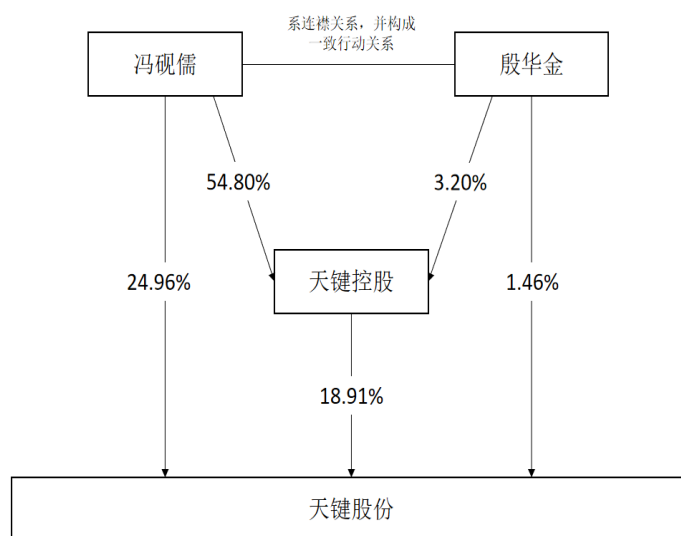 系连襟关系，并构成
一致行动关系
冯砚儒
殷华金
54.80%
3.20%
24.96%
天键控股
1.46%
18.91%
天键股份